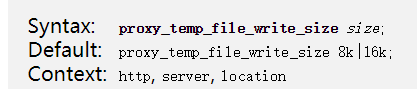 Syntax: proxy_temp_file_write_size size;
Default: proxy_temp_file_write_size 8k|16k;
Context: http, server, location